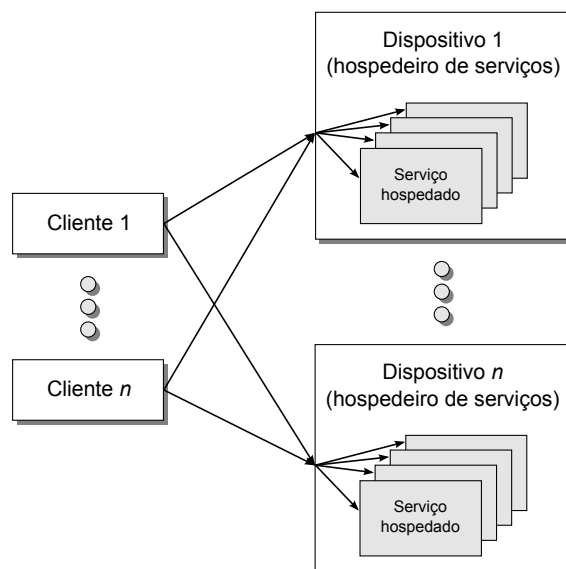 Dispositivo 1
(hospedeiro de serviços)
Serviço
hospedado
Cliente 1
Cliente n
Dispositivo n
(hospedeiro de serviços)
Serviço
hospedado